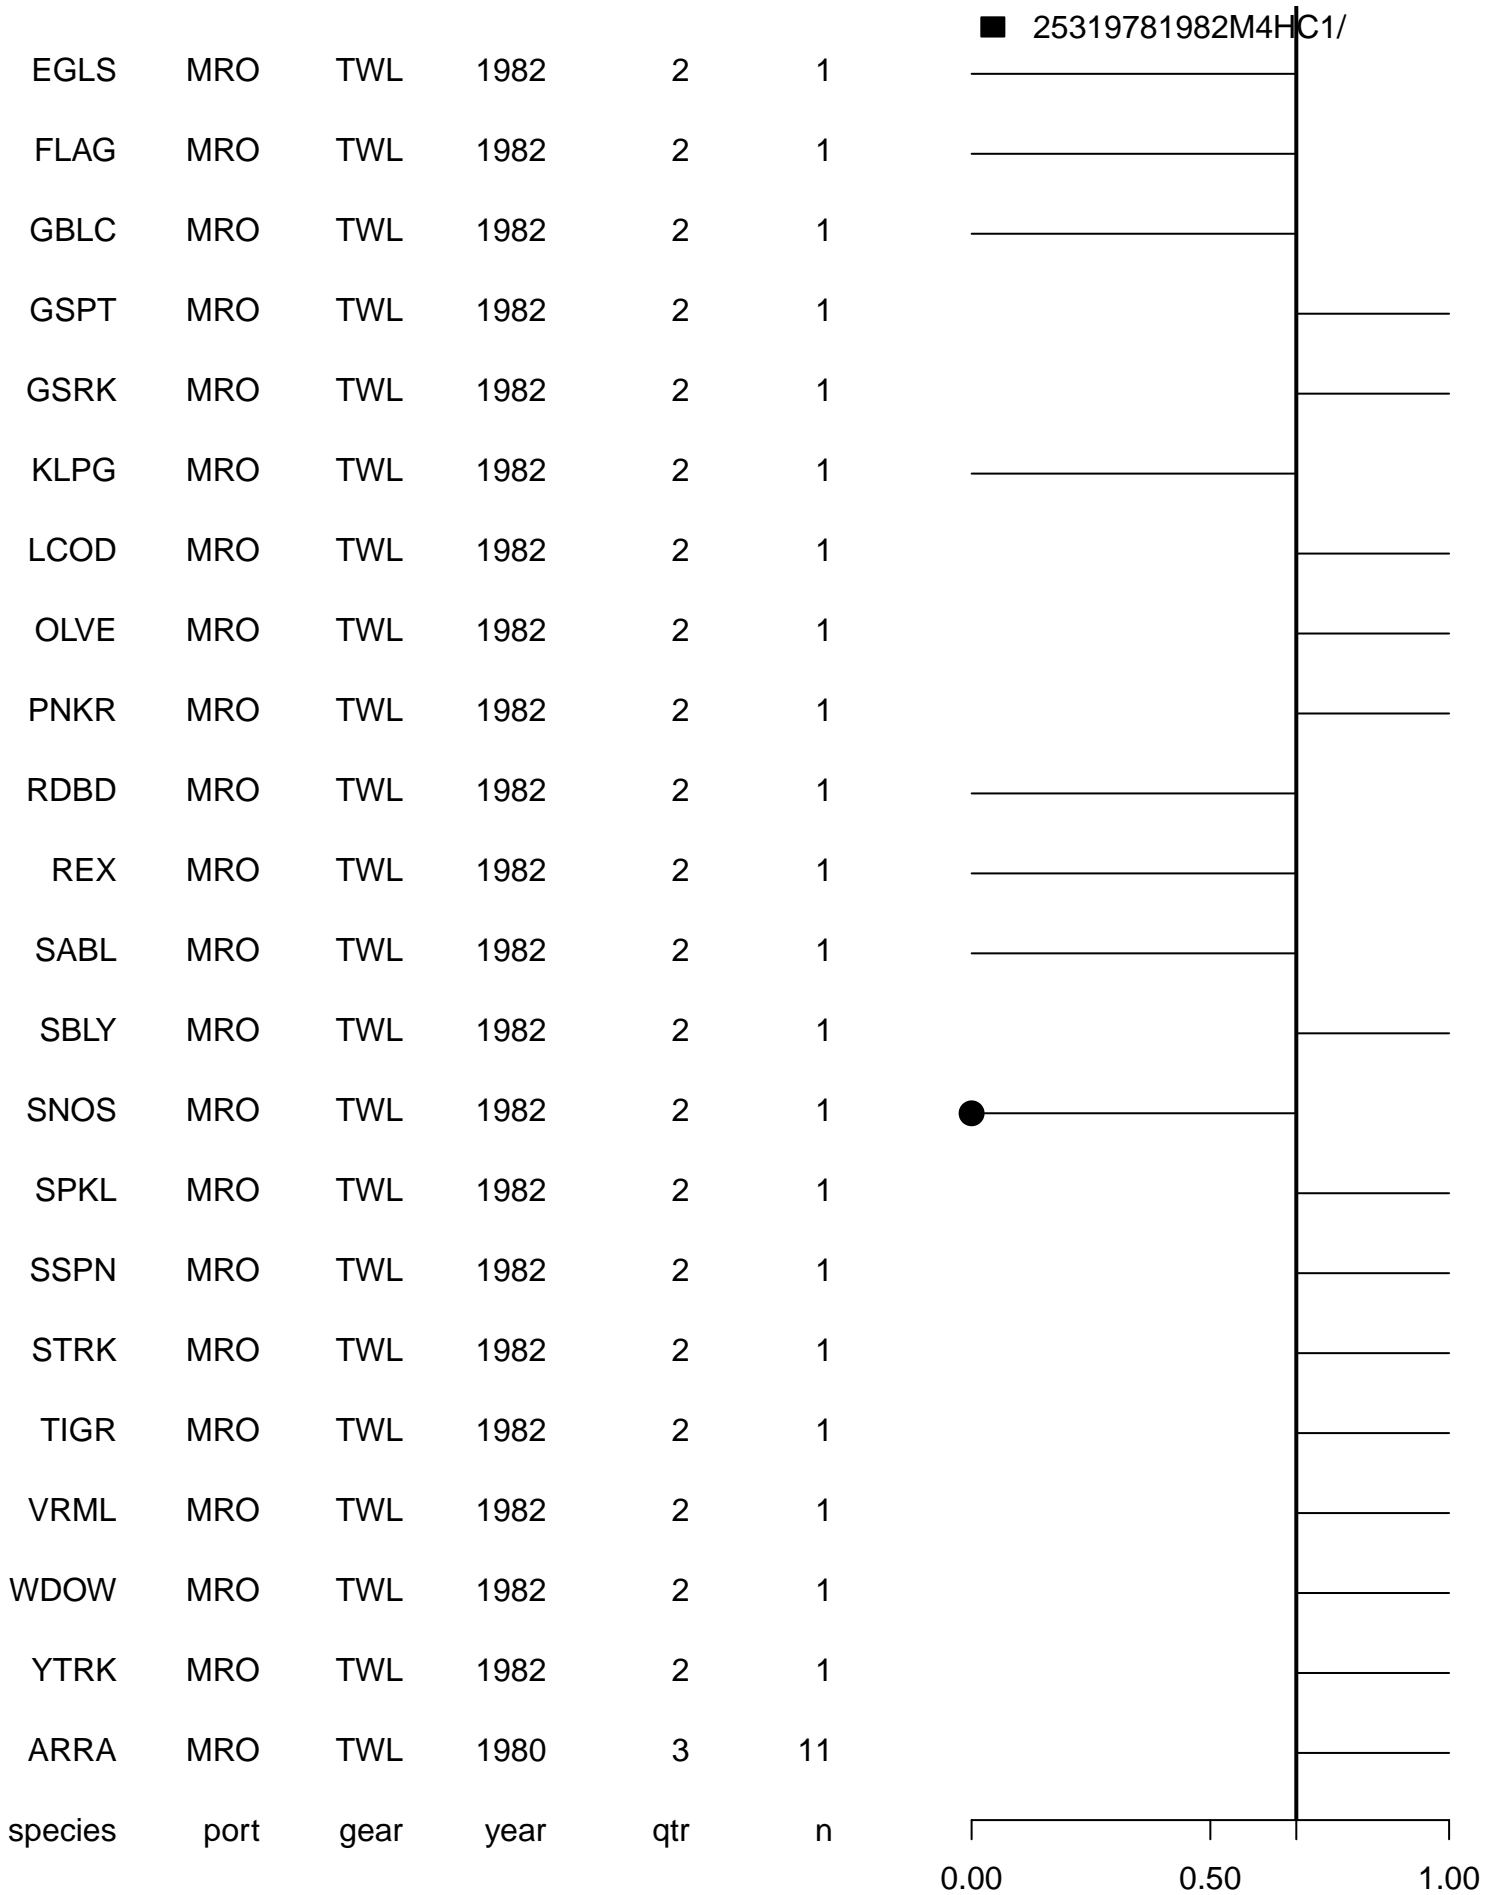 25319781982M4HC1/
EGLS MRO TWL 1982 2 1
FLAG MRO TWL 1982 2 1
GBLC MRO TWL 1982 2 1
GSPT MRO TWL 1982 2 1
GSRK MRO TWL 1982 2 1
KLPG MRO TWL 1982 2 1
LCOD MRO TWL 1982 2 1
OLVE MRO TWL 1982 2 1
PNKR MRO TWL 1982 2 1
RDBD MRO TWL 1982 2 1
REX MRO TWL 1982 2 1
SABL MRO TWL 1982 2 1
SBLY MRO TWL 1982 2 1
SNOS MRO TWL 1982 2 1
SPKL MRO TWL 1982 2 1
SSPN MRO TWL 1982 2 1
STRK MRO TWL 1982 2 1
TIGR MRO TWL 1982 2 1
VRML MRO TWL 1982 2 1
WDOW MRO TWL 1982 2 1
YTRK MRO TWL 1982 2 1
ARRA MRO TWL 1980 3 11
species port gear year qtr n
0.00 0.50 1.00